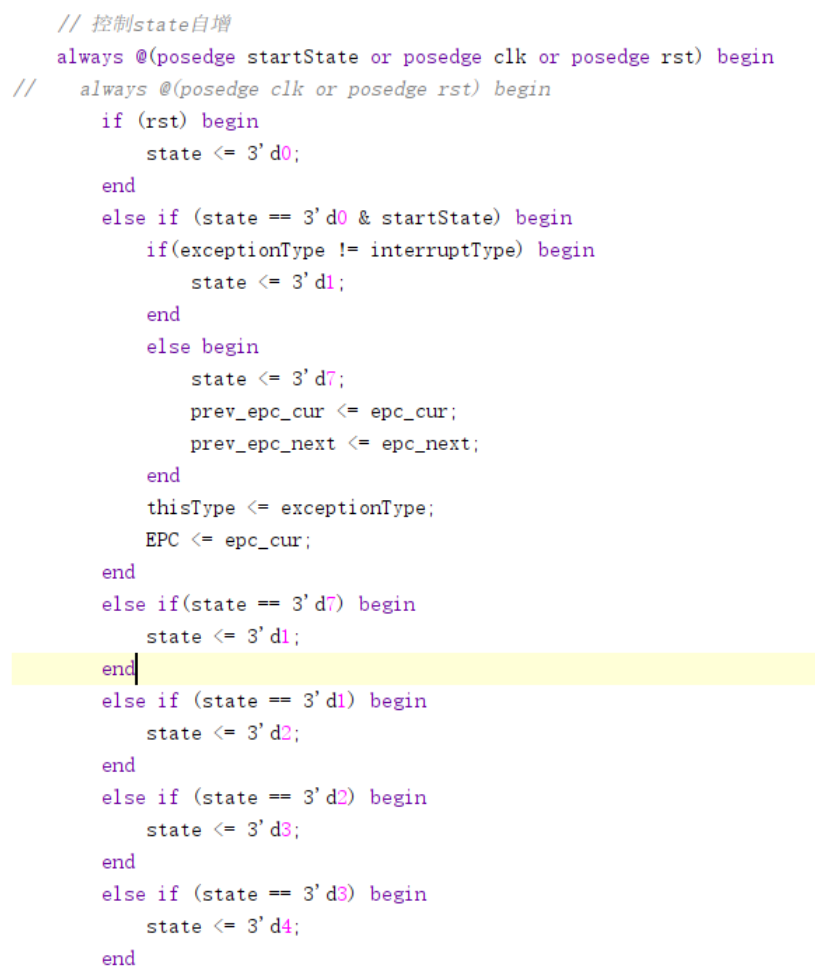 // 控制state自增
always @(posedge startState or posedge clk or posedge rst) begin
//    always @(posedge clk or posedge rst) begin
if (rst) begin
state <= 3'd0;
end
else if (state == 3'd0 & startState) begin
if(exceptionType != interruptType) begin
state <= 3'd1;
end
else begin
state <= 3'd7;
prev_epc_cur <= epc_cur;
prev_epc_next <= epc_next;
end
thisType <= exceptionType;
EPC <= epc_cur;
end
else if(state == 3'd7) begin
state <= 3'd1;
end
else if (state == 3'd1) begin
state <= 3'd2;
end
else if (state == 3'd2) begin
state <= 3'd3;
end
else if (state == 3'd3) begin
state <= 3'd4;
end